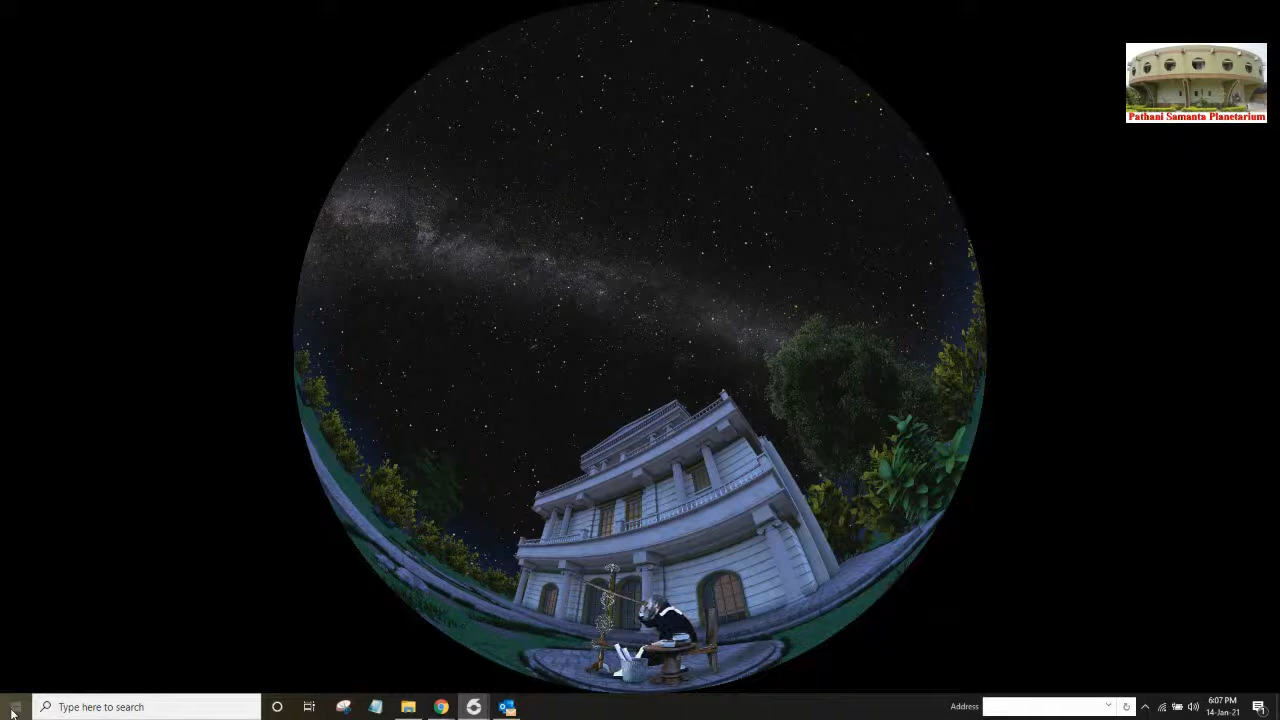 Pathani Samanta Planetarium
Type here to search
Address
6:07 PM
14-Jan-21